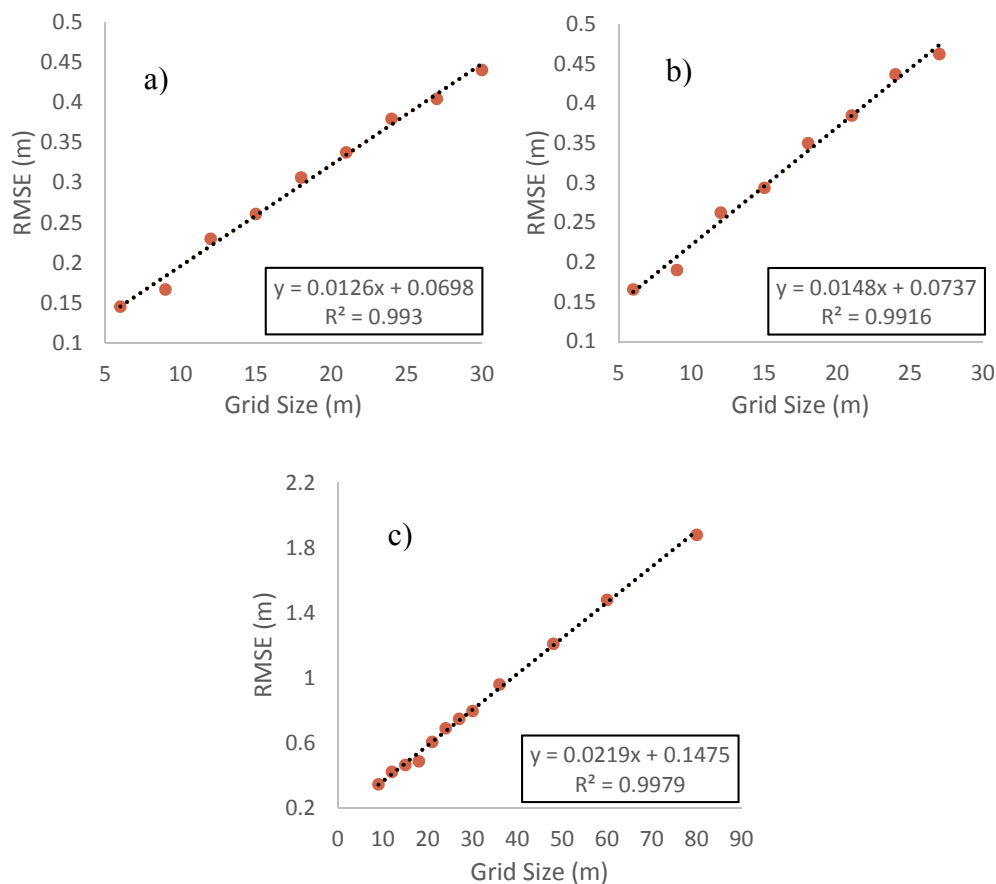 a)
0.5
0.45
0.4
0.35
0.3
0.25
0.2
0.15
0.1
RMSE (m)
y = 0.0126x + 0.0698
R² = 0.993
5 10 15 20 25 30
Grid Size (m)
b)
0.5
0.45
0.4
0.35
0.3
0.25
0.2
0.15
0.1
RMSE (m)
y = 0.0148x + 0.0737
R² = 0.9916
5 10 15 20 25 30
Grid Size (m)
c)
2.2
1.8
1.4
1
0.6
0.2
RMSE (m)
y = 0.0219x + 0.1475
R² = 0.9979
0 10 20 30 40 50 60 70 80 90
Grid Size (m)